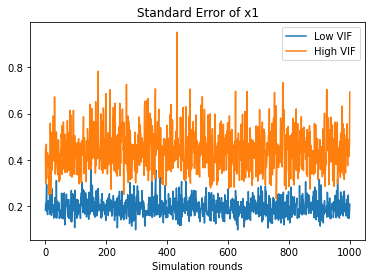 Standard Error of x1
Low VIF
High VIF
0.8
0.6
0.4
0.2
0 200 400 600 800 1000
Simulation rounds